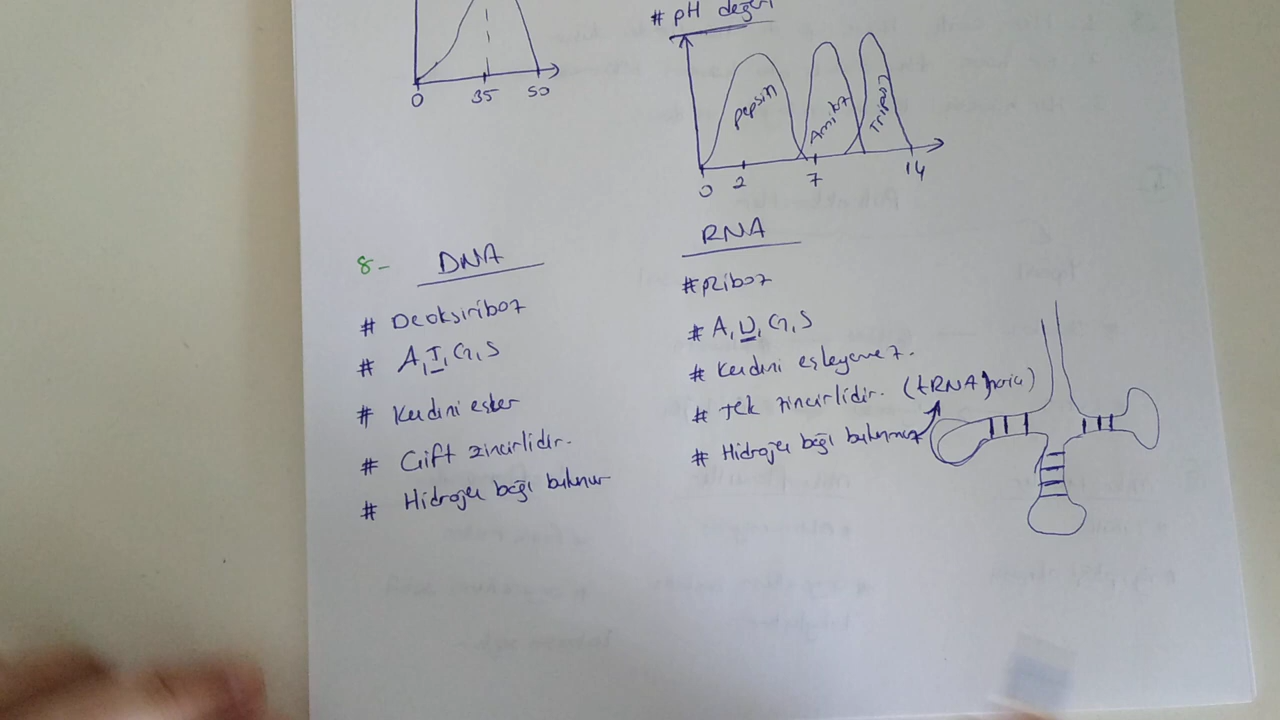 # pH değeri
0 35 50
pepsin Amilaz Tripsin
0 2 7 14
8- DNA
# Deoksiriboz
# A, T, G, S
# Kendini eşler
# Çift zincirlidir.
# Hidrojen bağı bulunur
RNA
# Riboz
# A, U, G, S
# Kendini eşleyemez.
# Tek zincirlidir. (tRNA hariç)
# Hidrojen bağı bulunmaz